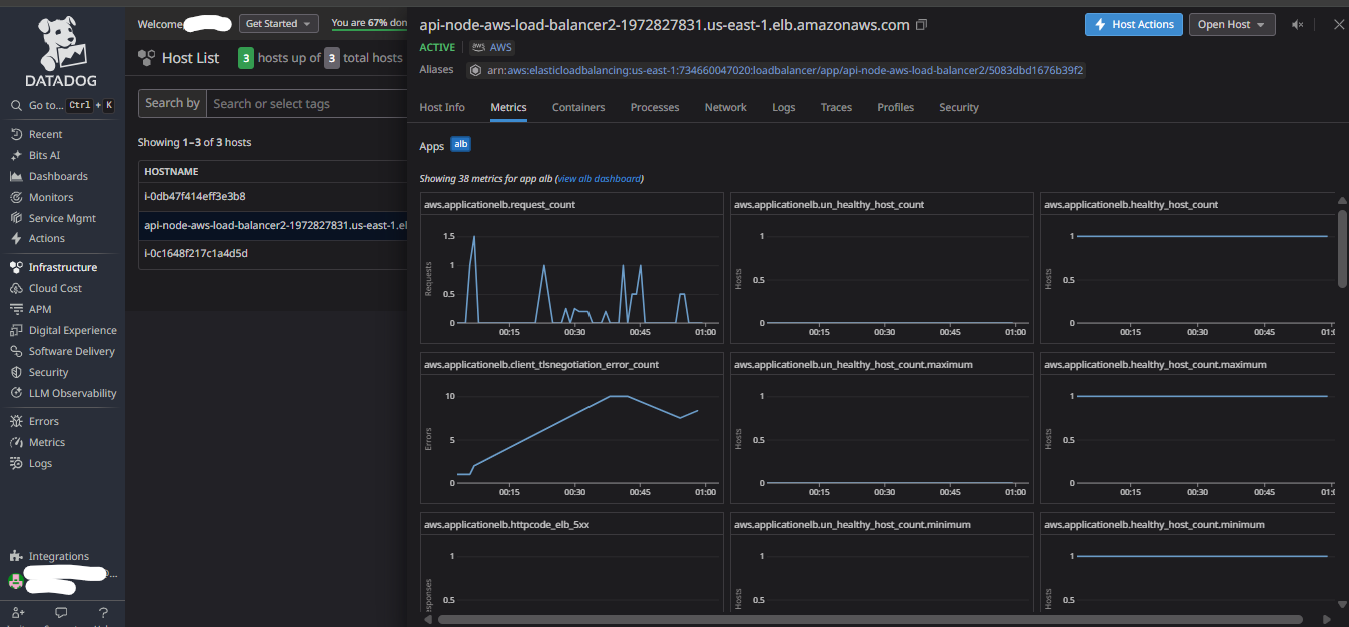 DATADOG
Go to... Ctrl + K
Recent
Bits AI
Dashboards
Monitors
Service Mgmt
Actions
Infrastructure
Cloud Cost
APM
Digital Experience
Software Delivery
Security
LLM Observability
Errors
Metrics
Logs
Integrations
Welcome
Get Started
You are 67% don
Host List 3 hosts up of 3 total hosts
Search by Search or select tags
Showing 1–3 of 3 hosts
HOSTNAME
i-0db47f414eff3e3b8
api-node-aws-load-balancer2-1972827831.us-east-1.el
i-0c1648f217c1a4d5d
api-node-aws-load-balancer2-1972827831.us-east-1.elb.amazonaws.com
Host Actions
Open Host
ACTIVE AWS
Aliases arn:aws:elasticloadbalancing:us-east-1:734660047020:loadbalancer/app/api-node-aws-load-balancer2/5083dbd1676b39f2
Host Info Metrics Containers Processes Network Logs Traces Profiles Security
Apps alb
Showing 38 metrics for app alb (view alb dashboard)
aws.applicationelb.request_count
Requests
1.5
1
0.5
0
00:15 00:30 00:45 01:00
aws.applicationelb.un_healthy_host_count
Hosts
1
0.5
0
00:15 00:30 00:45 01:00
aws.applicationelb.healthy_host_count
Hosts
1
0.5
0
00:15 00:30 00:45 01:
aws.applicationelb.client_tlsnegotiation_error_count
Errors
10
5
0
00:15 00:30 00:45 01:00
aws.applicationelb.un_healthy_host_count.maximum
Hosts
1
0.5
0
00:15 00:30 00:45 01:00
aws.applicationelb.healthy_host_count.maximum
Hosts
1
0.5
0
00:15 00:30 00:45 01:
aws.applicationelb.httpcode_elb_5xx
sponses
1
0.5
aws.applicationelb.un_healthy_host_count.minimum
Hosts
1
0.5
aws.applicationelb.healthy_host_count.minimum
Hosts
1
0.5